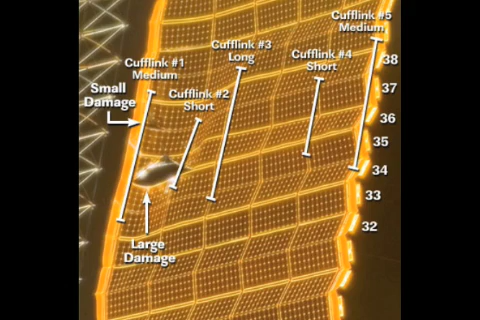 Cufflink #5
Medium
Cufflink #3
Long
Cufflink #4
Short
Cufflink #1
Medium
Cufflink #2
Short
Small
Damage
Large
Damage
38
37
36
35
34
33
32